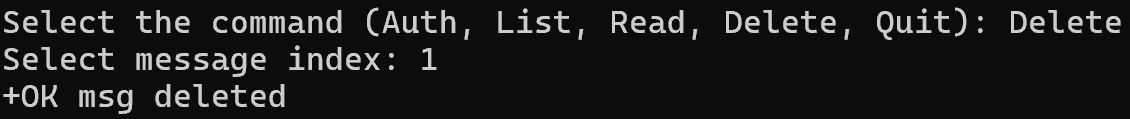 Select the command (Auth, List, Read, Delete, Quit): Delete
Select message index: 1
+OK msg deleted